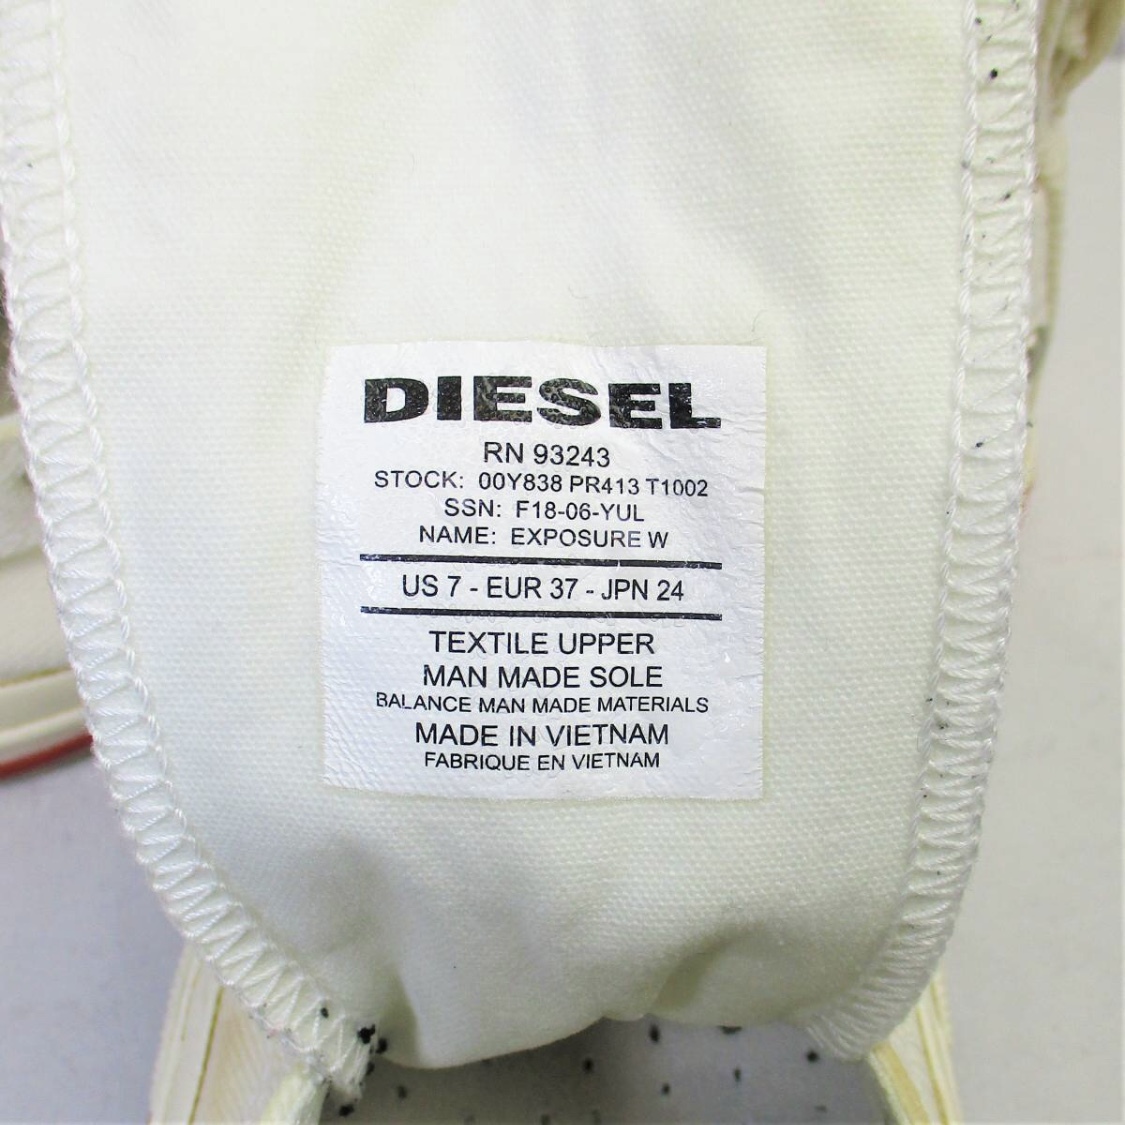 DIESEL
RN 93243
STOCK: 00Y838 PR413 T1002
SSN: F18-06-YUL
NAME: EXPOSURE W
US 7 - EUR 37 - JPN 24
TEXTILE UPPER
MAN MADE SOLE
BALANCE MAN MADE MATERIALS
MADE IN VIETNAM
FABRIQUE EN VIETNAM